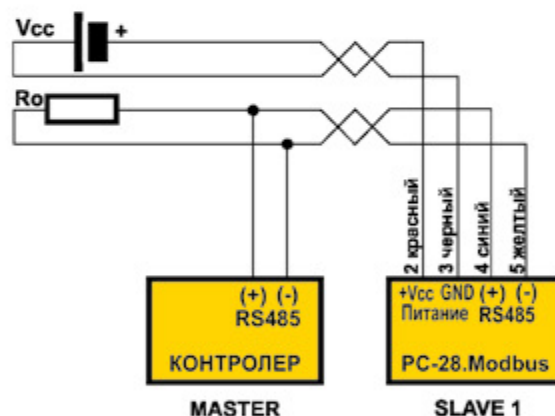 Vcc +
Ro
2 красный
3 черный
4 синий
5 желтый
(+) (-)
RS485
КОНТРОЛЕР
MASTER
+Vcc GND (+) (-)
Питание RS485
PC-28.Modbus
SLAVE 1